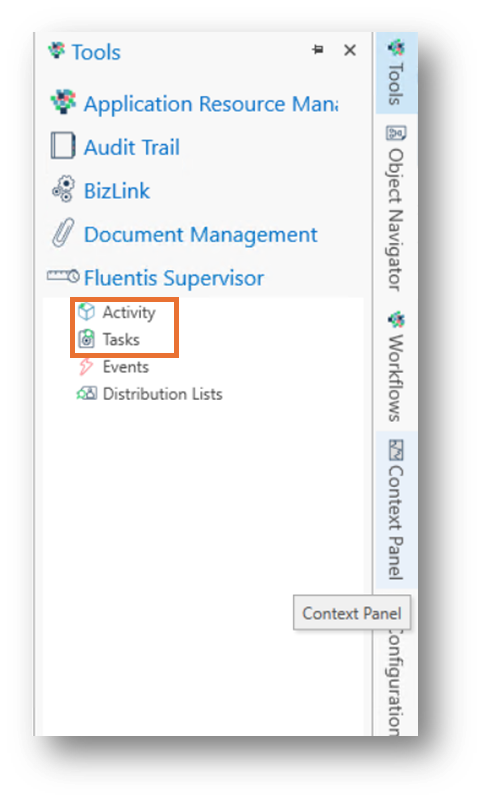 Tools
Application Resource Mana
Audit Trail
BizLink
Document Management
Fluentis Supervisor
Activity
Tasks
Events
Distribution Lists
Tools
Object Navigator
Workflows
Context Panel
Context Panel
Configuration